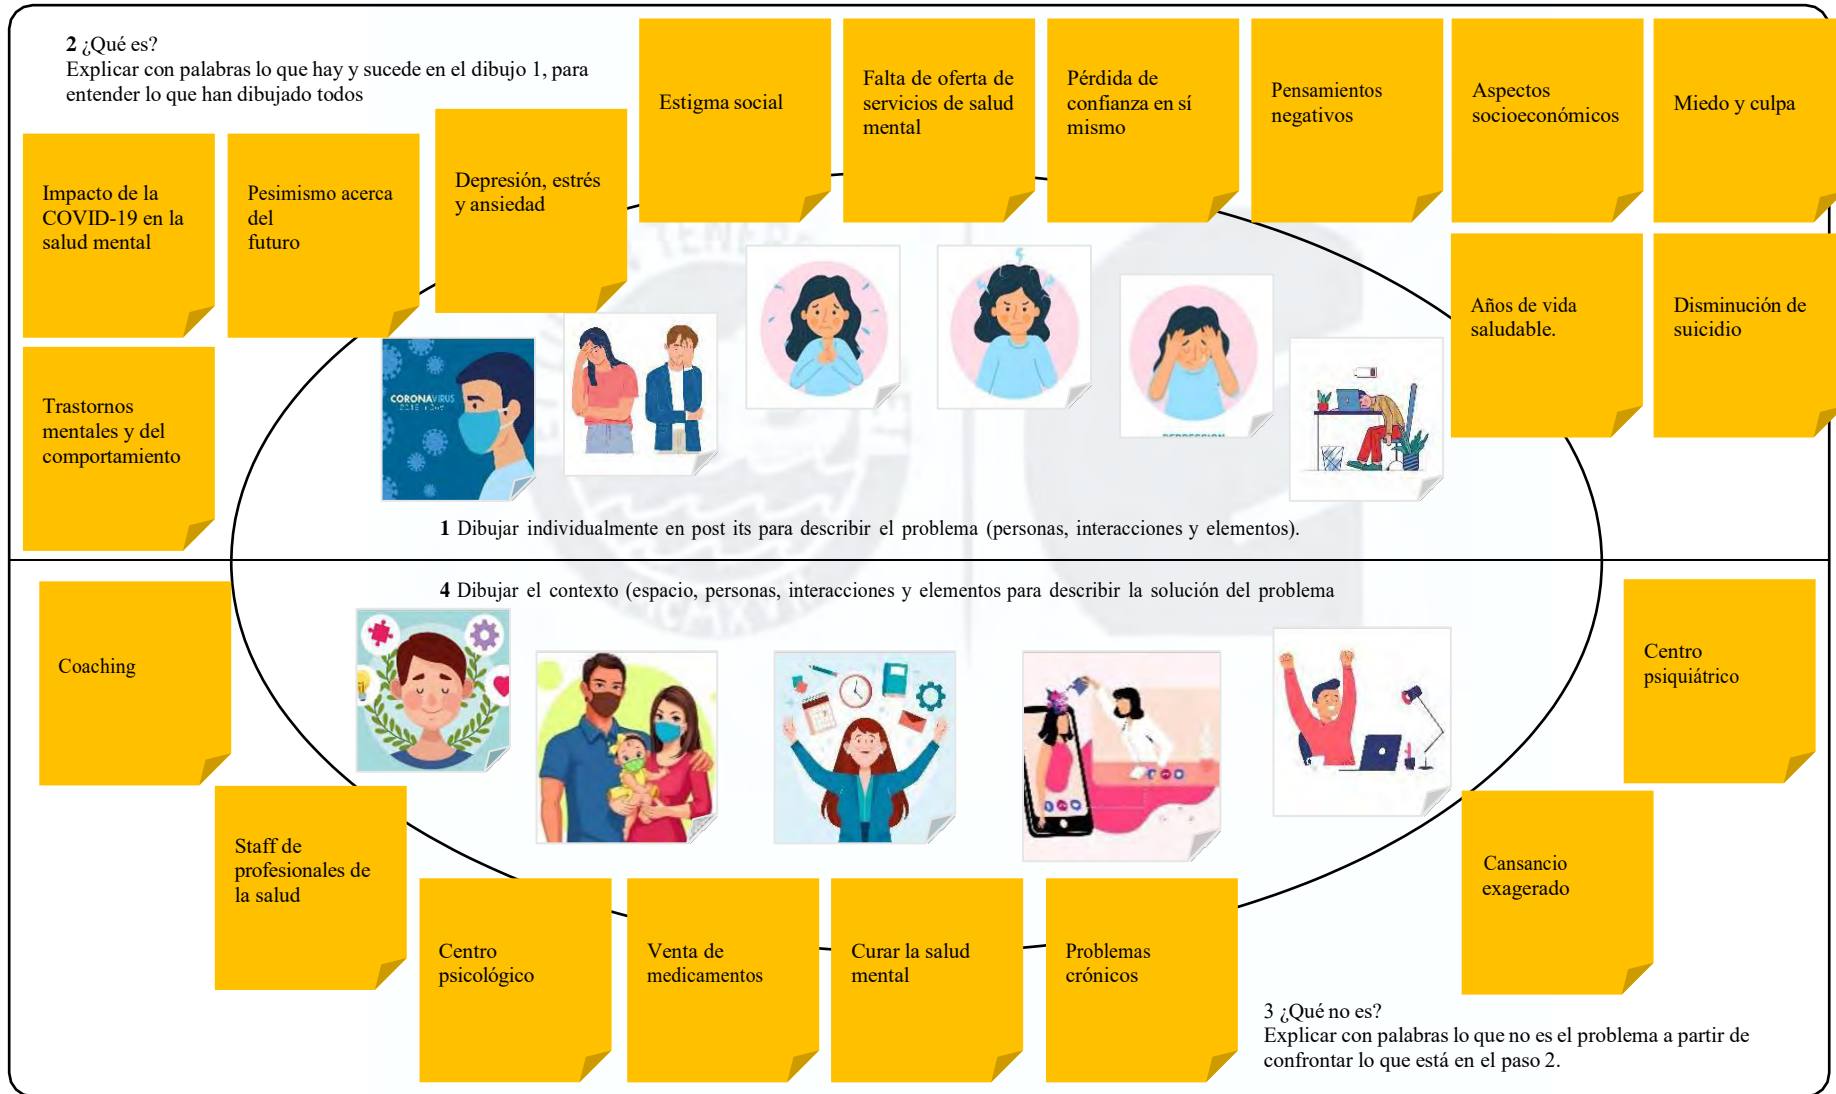 2 ¿Qué es?
Explicar con palabras lo que hay y sucede en el dibujo 1, para
entender lo que han dibujado todos
Impacto de la
COVID-19 en la
salud mental
Pesimismo acerca
del
futuro
Depresión, estrés
y ansiedad
Estigma social
Falta de oferta de
servicios de salud
mental
Pérdida de
confianza en sí
mismo
Pensamientos
negativos
Aspectos
socioeconómicos
Miedo y culpa
Trastornos
mentales y del
comportamiento
Años de vida
saludable.
Disminución de
suicidio
CORONAVIRUS
DEPRESSION
1 Dibujar individualmente en post its para describir el problema (personas, interacciones y elementos).
4 Dibujar el contexto (espacio, personas, interacciones y elementos para describir la solución del problema
Coaching
Staff de
profesionales de
la salud
Centro
psicológico
Venta de
medicamentos
Curar la salud
mental
Problemas
crónicos
Cansancio
exagerado
Centro
psiquiátrico
3 ¿Qué no es?
Explicar con palabras lo que no es el problema a partir de
confrontar lo que está en el paso 2.